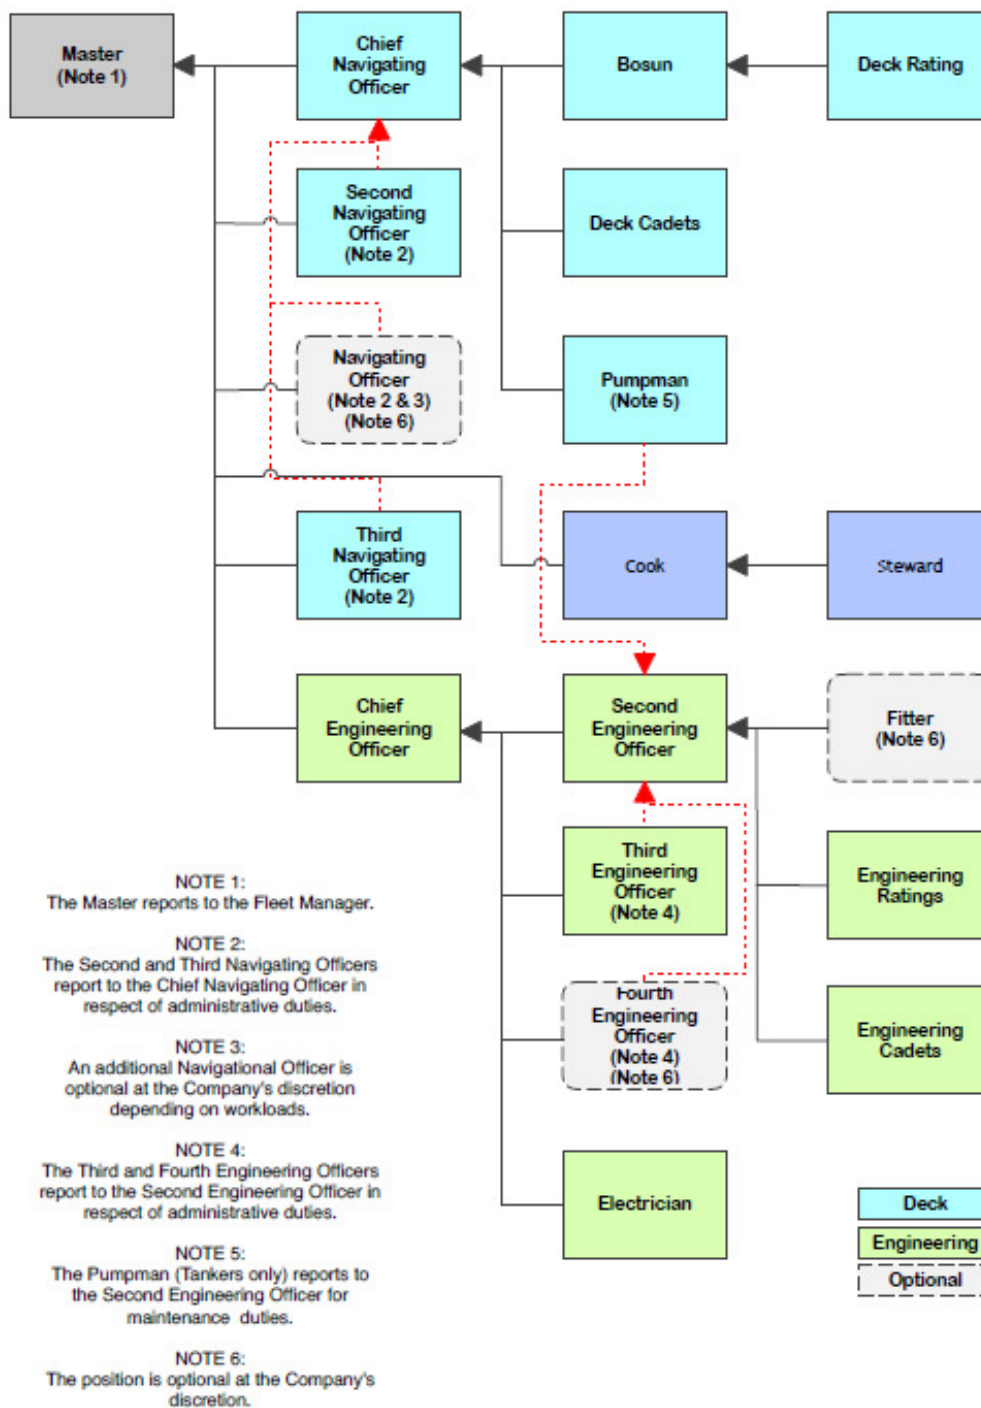 Master
(Note 1)
Chief
Navigating
Officer
Bosun
Deck Rating
Second
Navigating
Officer
(Note 2)
Deck Cadets
Navigating
Officer
(Note 2 & 3)
(Note 6)
Pumpman
(Note 5)
Third
Navigating
Officer
(Note 2)
Cook
Steward
Chief
Engineering
Officer
Second
Engineering
Officer
Fitter
(Note 6)
Third
Engineering
Officer
(Note 4)
Engineering
Ratings
Fourth
Engineering
Officer
(Note 4)
(Note 6)
Engineering
Cadets
Electrician
NOTE 1:
The Master reports to the Fleet Manager.
NOTE 2:
The Second and Third Navigating Officers
report to the Chief Navigating Officer in
respect of administrative duties.
NOTE 3:
An additional Navigational Officer is
optional at the Company's discretion
depending on workloads.
NOTE 4:
The Third and Fourth Engineering Officers
report to the Second Engineering Officer in
respect of administrative duties.
NOTE 5:
The Pumpman (Tankers only) reports to
the Second Engineering Officer for
maintenance duties.
NOTE 6:
The position is optional at the Company's
discretion.
Deck
Engineering
Optional